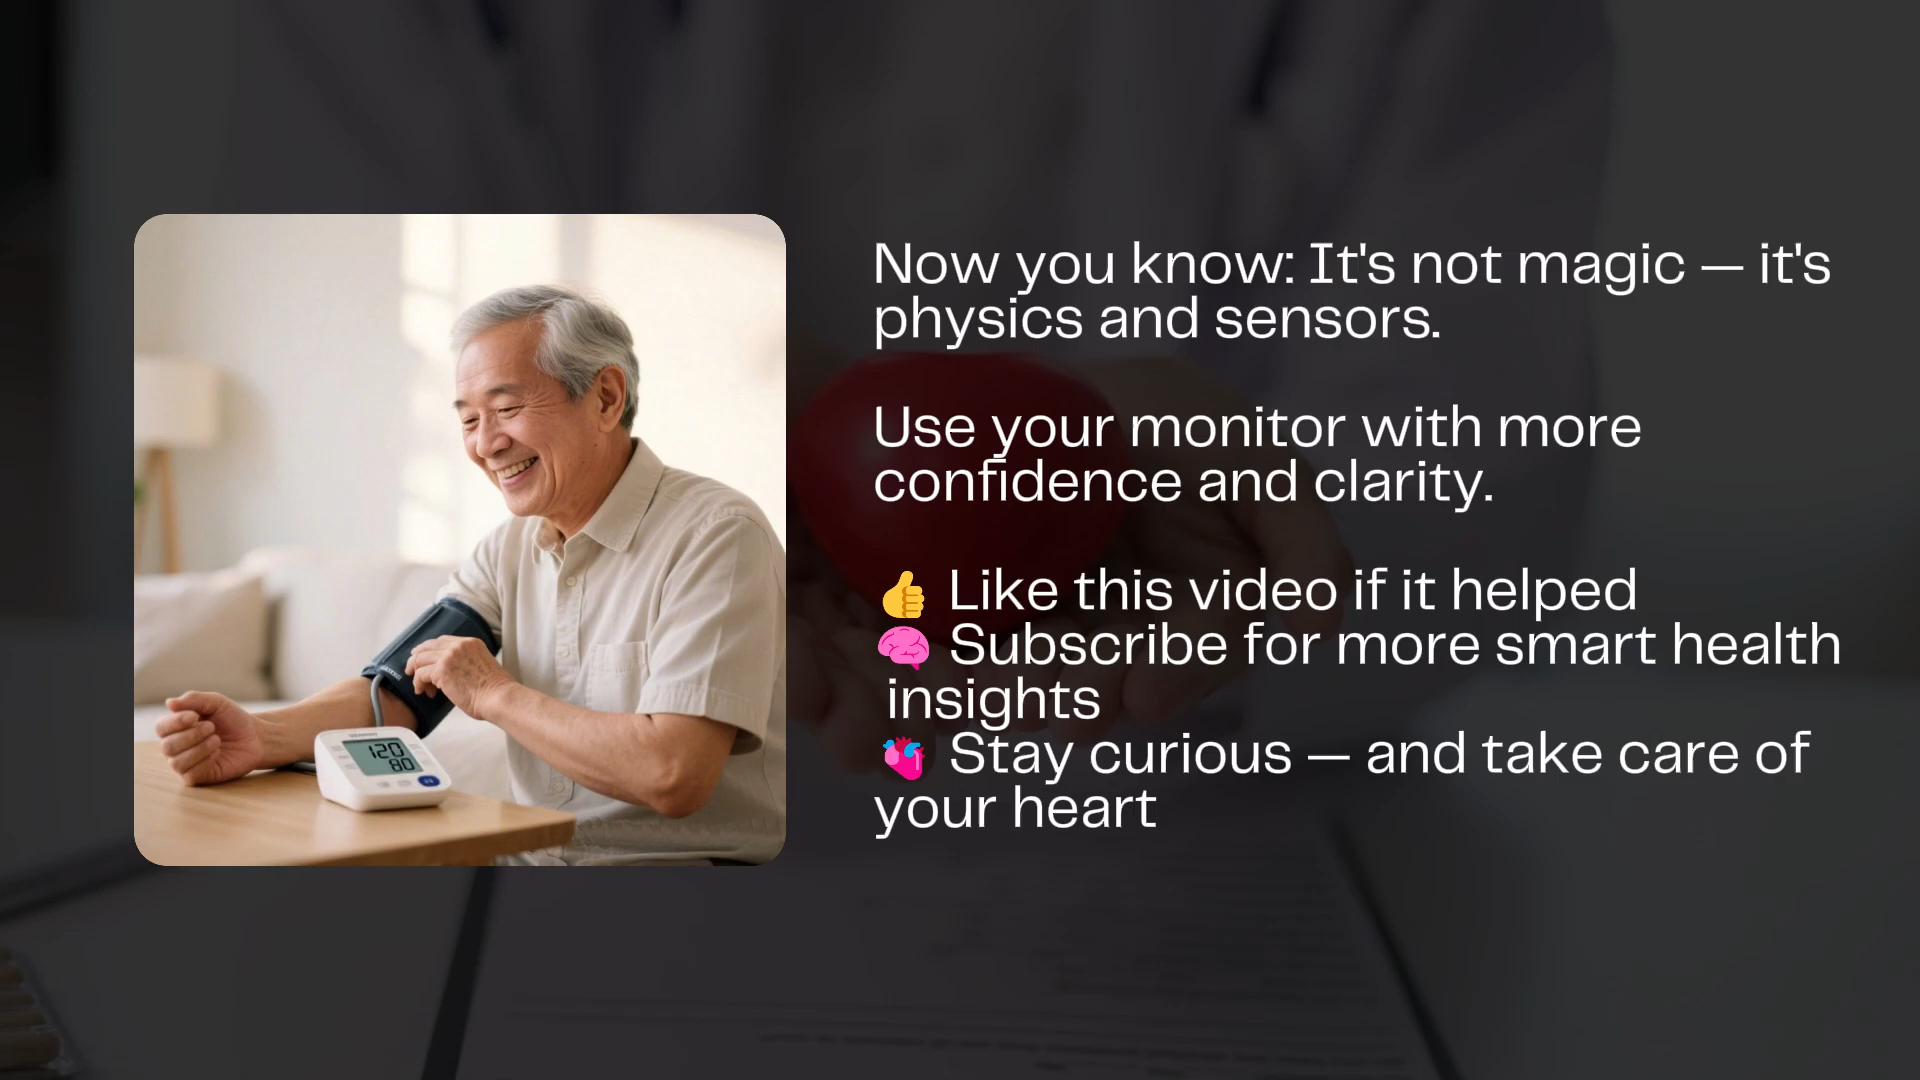 Now you know: It's not magic — it's
physics and sensors.
Use your monitor with more
confidence and clarity.
👍 Like this video if it helped
🧠 Subscribe for more smart health
insights
🫀 Stay curious — and take care of
your heart
120
80